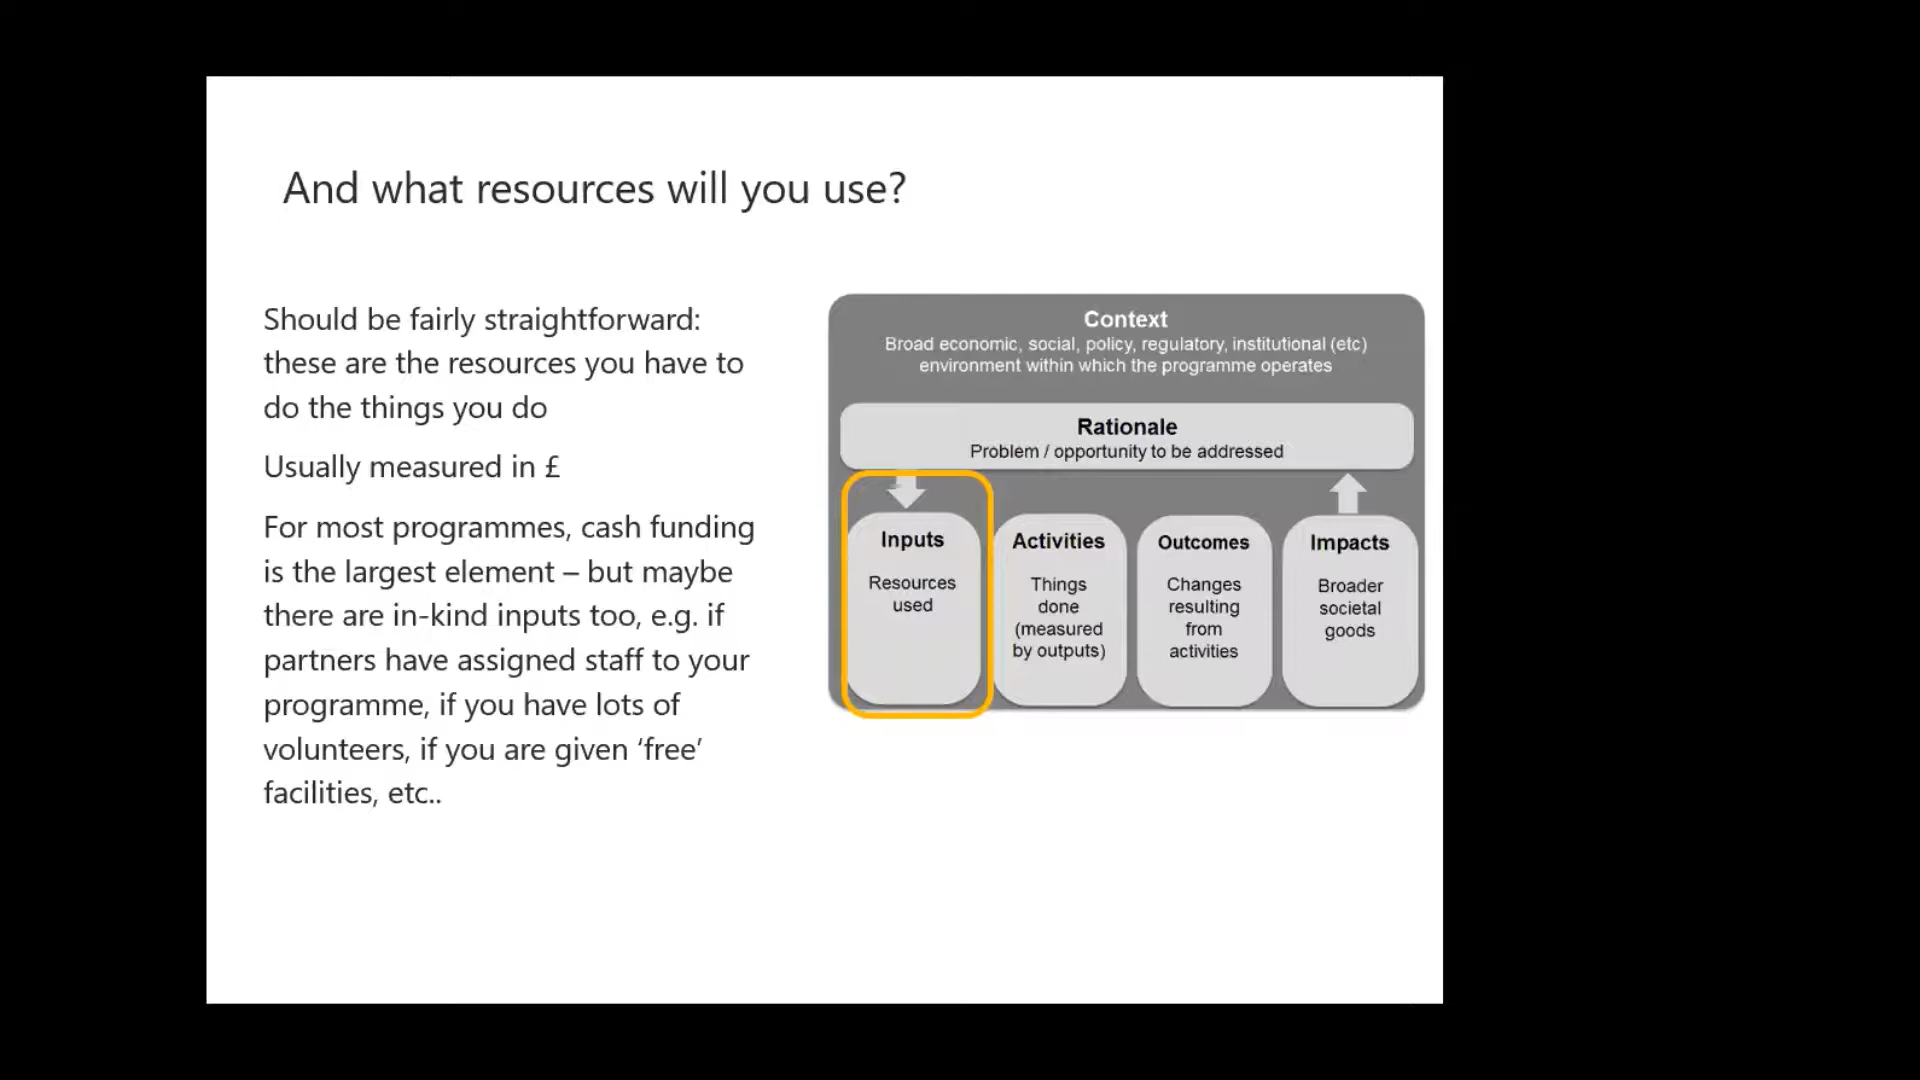 And what resources will you use?
Should be fairly straightforward:
these are the resources you have to
do the things you do
Usually measured in £
For most programmes, cash funding
is the largest element – but maybe
there are in-kind inputs too, e.g. if
partners have assigned staff to your
programme, if you have lots of
volunteers, if you are given ‘free’
facilities, etc..
Context
Broad economic, social, policy, regulatory, institutional (etc)
environment within which the programme operates
Rationale
Problem / opportunity to be addressed
Inputs
Resources
used
Activities
Things
done
(measured
by outputs)
Outcomes
Changes
resulting
from
activities
Impacts
Broader
societal
goods